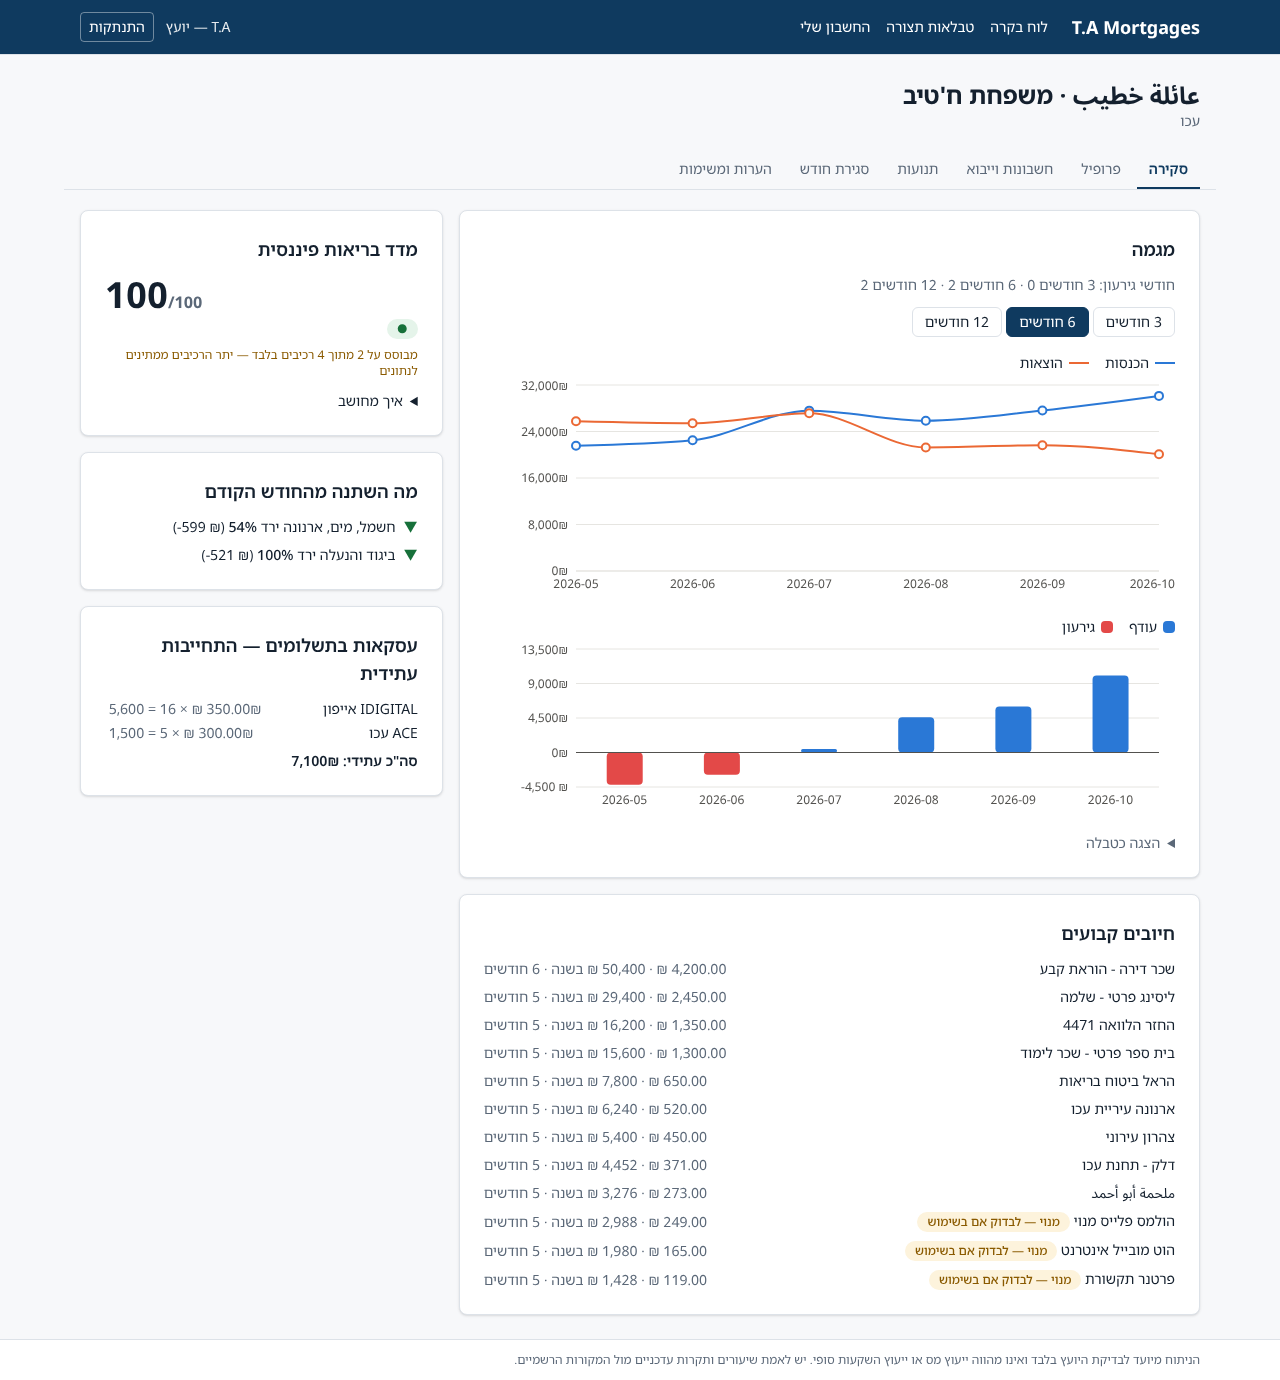 T.A Mortgages
לוח בקרה
טבלאות תצורה
החשבון שלי
T.A — יועץ
התנתקות
عائلة خطيب · משפחת ח'טיב
עכו
סקירה
פרופיל
חשבונות וייבוא
תנועות
סגירת חודש
הערות ומשימות
מגמה
חודשי גירעון: 3 חודשים 0 · 6 חודשים 2 · 12 חודשים 2
3 חודשים
6 חודשים
12 חודשים
הכנסות
הוצאות
32,000₪
24,000₪
16,000₪
8,000₪
0₪
2026-05
2026-06
2026-07
2026-08
2026-09
2026-10
עודף
גירעון
13,500₪
9,000₪
4,500₪
0₪
-4,500 ₪
2026-05
2026-06
2026-07
2026-08
2026-09
2026-10
הצגה כטבלה
חיובים קבועים
שכר דירה - הוראת קבע
4,200.00 ₪ · 50,400 ₪ בשנה · 6 חודשים
ליסינג פרטי - שלמה
2,450.00 ₪ · 29,400 ₪ בשנה · 5 חודשים
החזר הלוואה 4471
1,350.00 ₪ · 16,200 ₪ בשנה · 5 חודשים
בית ספר פרטי - שכר לימוד
1,300.00 ₪ · 15,600 ₪ בשנה · 5 חודשים
הראל ביטוח בריאות
650.00 ₪ · 7,800 ₪ בשנה · 5 חודשים
ארנונה עיריית עכו
520.00 ₪ · 6,240 ₪ בשנה · 5 חודשים
צהרון עירוני
450.00 ₪ · 5,400 ₪ בשנה · 5 חודשים
דלק - תחנת עכו
371.00 ₪ · 4,452 ₪ בשנה · 5 חודשים
ملحمة أبو أحمد
273.00 ₪ · 3,276 ₪ בשנה · 5 חודשים
הולמס פלייס מנוי
מנוי — לבדוק אם בשימוש
249.00 ₪ · 2,988 ₪ בשנה · 5 חודשים
הוט מובייל אינטרנט
מנוי — לבדוק אם בשימוש
165.00 ₪ · 1,980 ₪ בשנה · 5 חודשים
פרטנר תקשורת
מנוי — לבדוק אם בשימוש
119.00 ₪ · 1,428 ₪ בשנה · 5 חודשים
מדד בריאות פיננסית
100/100
מבוסס על 2 מתוך 4 רכיבים בלבד — יתר הרכיבים ממתינים
לנתונים
איך מחושב
מה השתנה מהחודש הקודם
▼ חשמל, מים, ארנונה ירד 54% (₪ 599-)
▼ ביגוד והנעלה ירד 100% (₪ 521-)
עסקאות בתשלומים — התחייבות
עתידית
IDIGITAL אייפון
350.00₪ × 16 = 5,600 ₪
ACE עכו
300.00₪ × 5 = 1,500 ₪
סה"כ עתידי: 7,100₪
הניתוח מיועד לבדיקת היועץ בלבד ואינו מהווה ייעוץ מס או ייעוץ השקעות סופי. יש לאמת שיעורים ותקרות עדכניים מול המקורות הרשמיים.